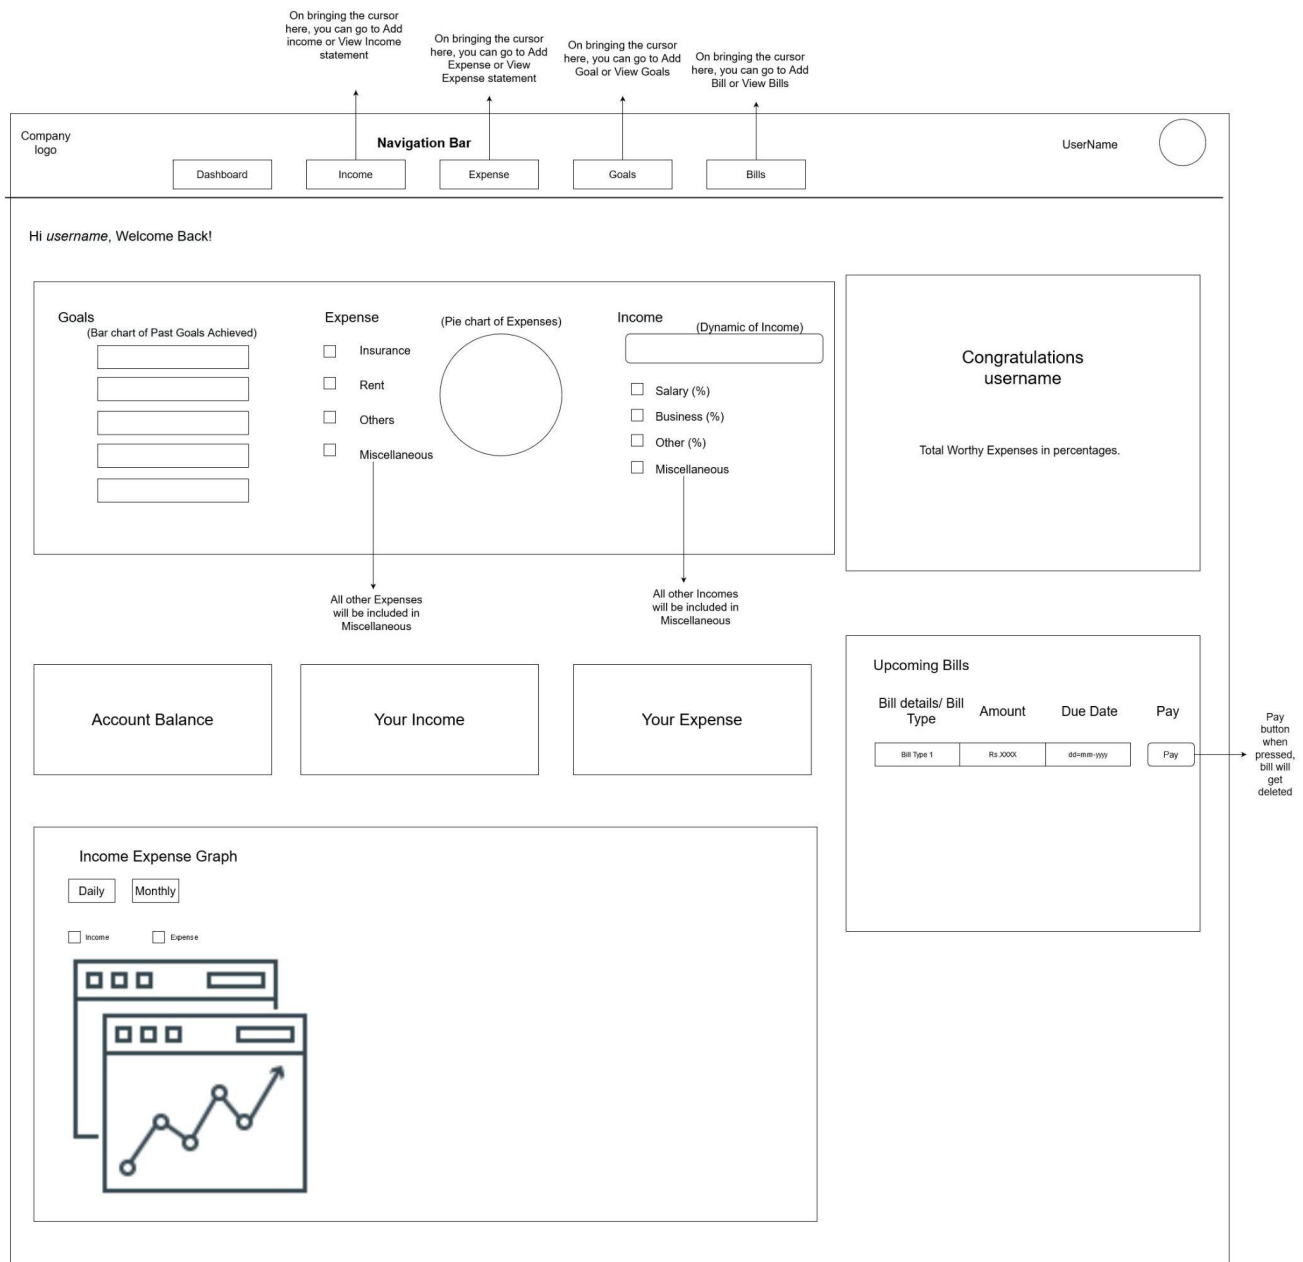 On bringing the cursor
here, you can go to Add
income or View Income
statement
On bringing the cursor
here, you can go to Add
Expense or View
Expense statement
On bringing the cursor
here, you can go to Add
Goal or View Goals
On bringing the cursor
here, you can go to Add
Bill or View Bills
Company
logo
Navigation Bar
UserName
Dashboard
Income
Expense
Goals
Bills
Hi username, Welcome Back!
Goals
(Bar chart of Past Goals Achieved)
Expense
Insurance
Rent
Others
Miscellaneous
(Pie chart of Expenses)
Income
(Dynamic of Income)
Salary (%)
Business (%)
Other (%)
Miscellaneous
All other Expenses
will be included in
Miscellaneous
All other Incomes
will be included in
Miscellaneous
Congratulations
username
Total Worthy Expenses in percentages.
Account Balance
Your Income
Your Expense
Upcoming Bills
Bill details/ Bill
Type
Amount
Due Date
Pay
Bill Type 1
Rs.XXXX
dd=mm-yyyy
Pay
Pay
button
when
pressed,
bill will
get
deleted
Income Expense Graph
Daily
Monthly
Income
Expense